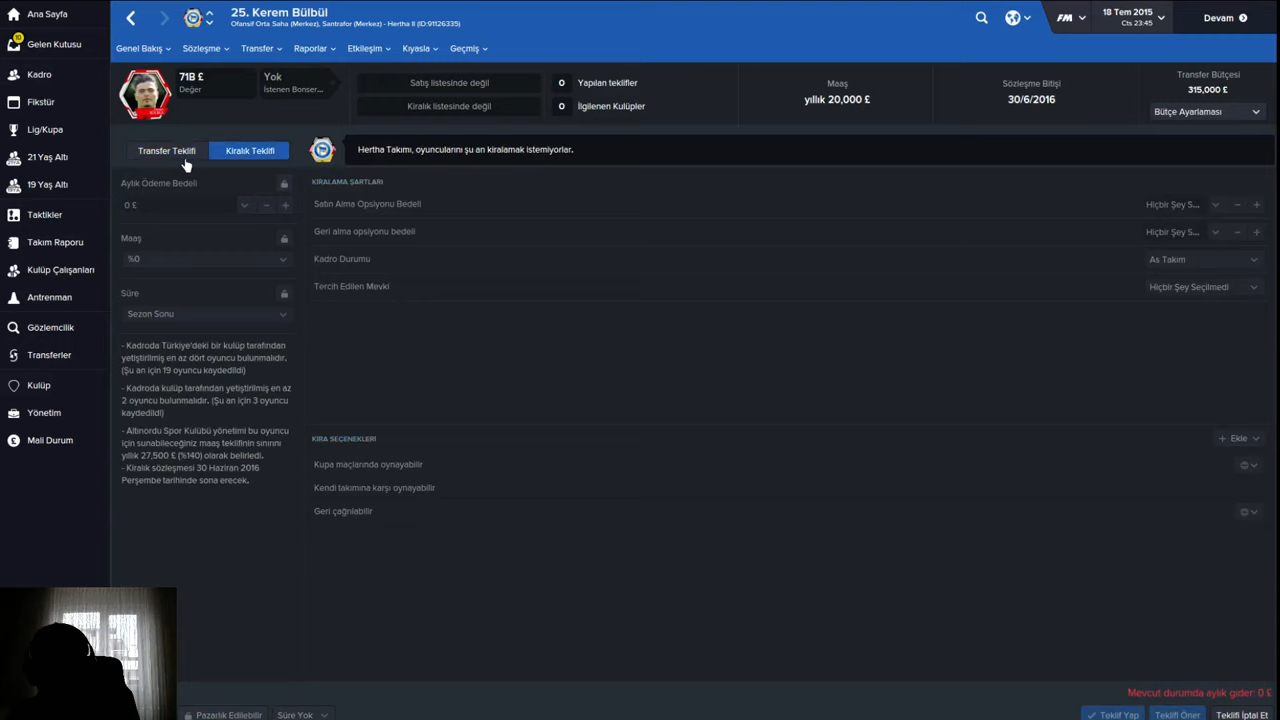 Ana Sayfa
10
Gelen Kutusu
Kadro
Fikstür
Lig/Kupa
21 Yaş Altı
19 Yaş Altı
Taktikler
Takım Raporu
Kulüp Çalışanları
Antrenman
Gözlemcilik
Transferler
Kulüp
Yönetim
Mali Durum
25. Kerem Bülbül
Ofansif Orta Saha (Merkez), Santrafor (Merkez) - Hertha II (ID:91126335)
FM
18 Tem 2015
Cts 23:45
Devam
Genel Bakış
Sözleşme
Transfer
Raporlar
Etkileşim
Kıyasla
Geçmiş
71B £
Değer
Yok
İstenen Bonser...
Satış listesinde değil
Kiralık listesinde değil
0 Yapılan teklifler
0 İlgilenen Kulüpler
Maaş
yıllık 20,000 £
Sözleşme Bitişi
30/6/2016
Transfer Bütçesi
315,000 £
Bütçe Ayarlaması
Transfer Teklifi
Kiralık Teklifi
Hertha Takımı, oyuncularını şu an kiralamak istemiyorlar.
Aylık Ödeme Bedeli
0 £
Maaş
%0
Süre
Sezon Sonu
- Kadroda Türkiye'deki bir kulüp tarafından
yetiştirilmiş en az dört oyuncu bulunmalıdır.
(Şu an için 19 oyuncu kaydedildi)
- Kadroda kulüp tarafından yetiştirilmiş en az
2 oyuncu bulunmalıdır. (Şu an için 3 oyuncu
kaydedildi)
- Altınordu Spor Kulübü yönetimi bu oyuncu
için sunabileceğiniz maaş teklifinin sınırını
yıllık 27,500 £ (%140) olarak belirledi.
- Kiralık sözleşmesi 30 Haziran 2016
Perşembe tarihinde sona erecek.
KİRALAMA ŞARTLARI
Satın Alma Opsiyonu Bedeli
Hiçbir Şey S...
Geri alma opsiyonu bedeli
Hiçbir Şey S...
Kadro Durumu
As Takım
Tercih Edilen Mevki
Hiçbir Şey Seçilmedi
KİRA SEÇENEKLERİ
+ Ekle
Kupa maçlarında oynayabilir
Kendi takımına karşı oynayabilir
Geri çağrılabilir
Mevcut durumda aylık gider: 0 £
Pazarlık Edilebilir
Süre Yok
Teklif Yap
Teklifi Öner
Teklifi İptal Et